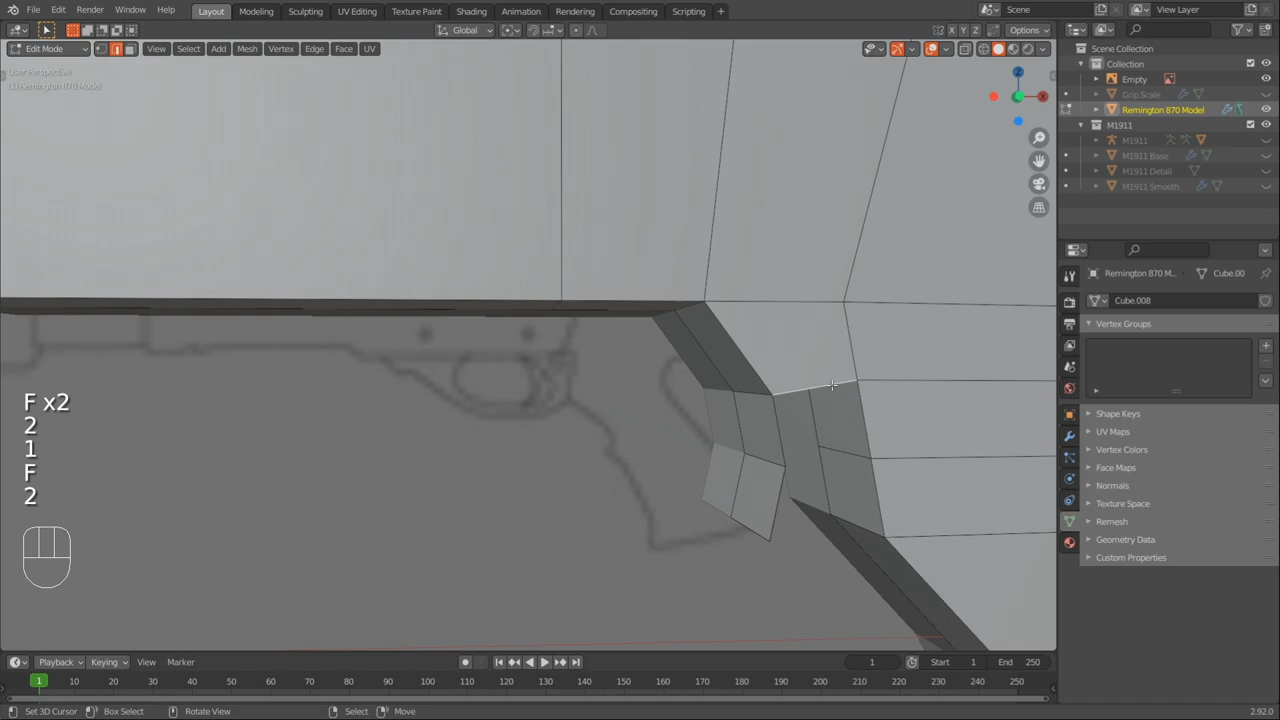 File Edit Render Window Help Layout Modeling Sculpting UV Editing Texture Paint Shading Animation Rendering Compositing Scripting + Scene View Layer
Global X Y Z Options
Edit Mode View Select Add Mesh Vertex Edge Face UV
User Perspective
(1) Remington 870 Model
Scene Collection
Collection
Empty
Grip Scale
Remington 870 Model
M1911
M1911
M1911 Base
M1911 Detail
M1911 Smooth
Remington 870 M... Cube.00
Cube.008
Vertex Groups
Shape Keys
UV Maps
Vertex Colors
Face Maps
Normals
Texture Space
Remesh
Geometry Data
Custom Properties
F x2
2
1
F
2
Z
X
Playback Keying View Marker 1 Start 1 End 250
1 10 20 30 40 50 60 70 80 90 100 110 120 130 140 150 160 170 180 190 200 210 220 230 240 250
Set 3D Cursor Box Select Rotate View Select Move 2.92.0